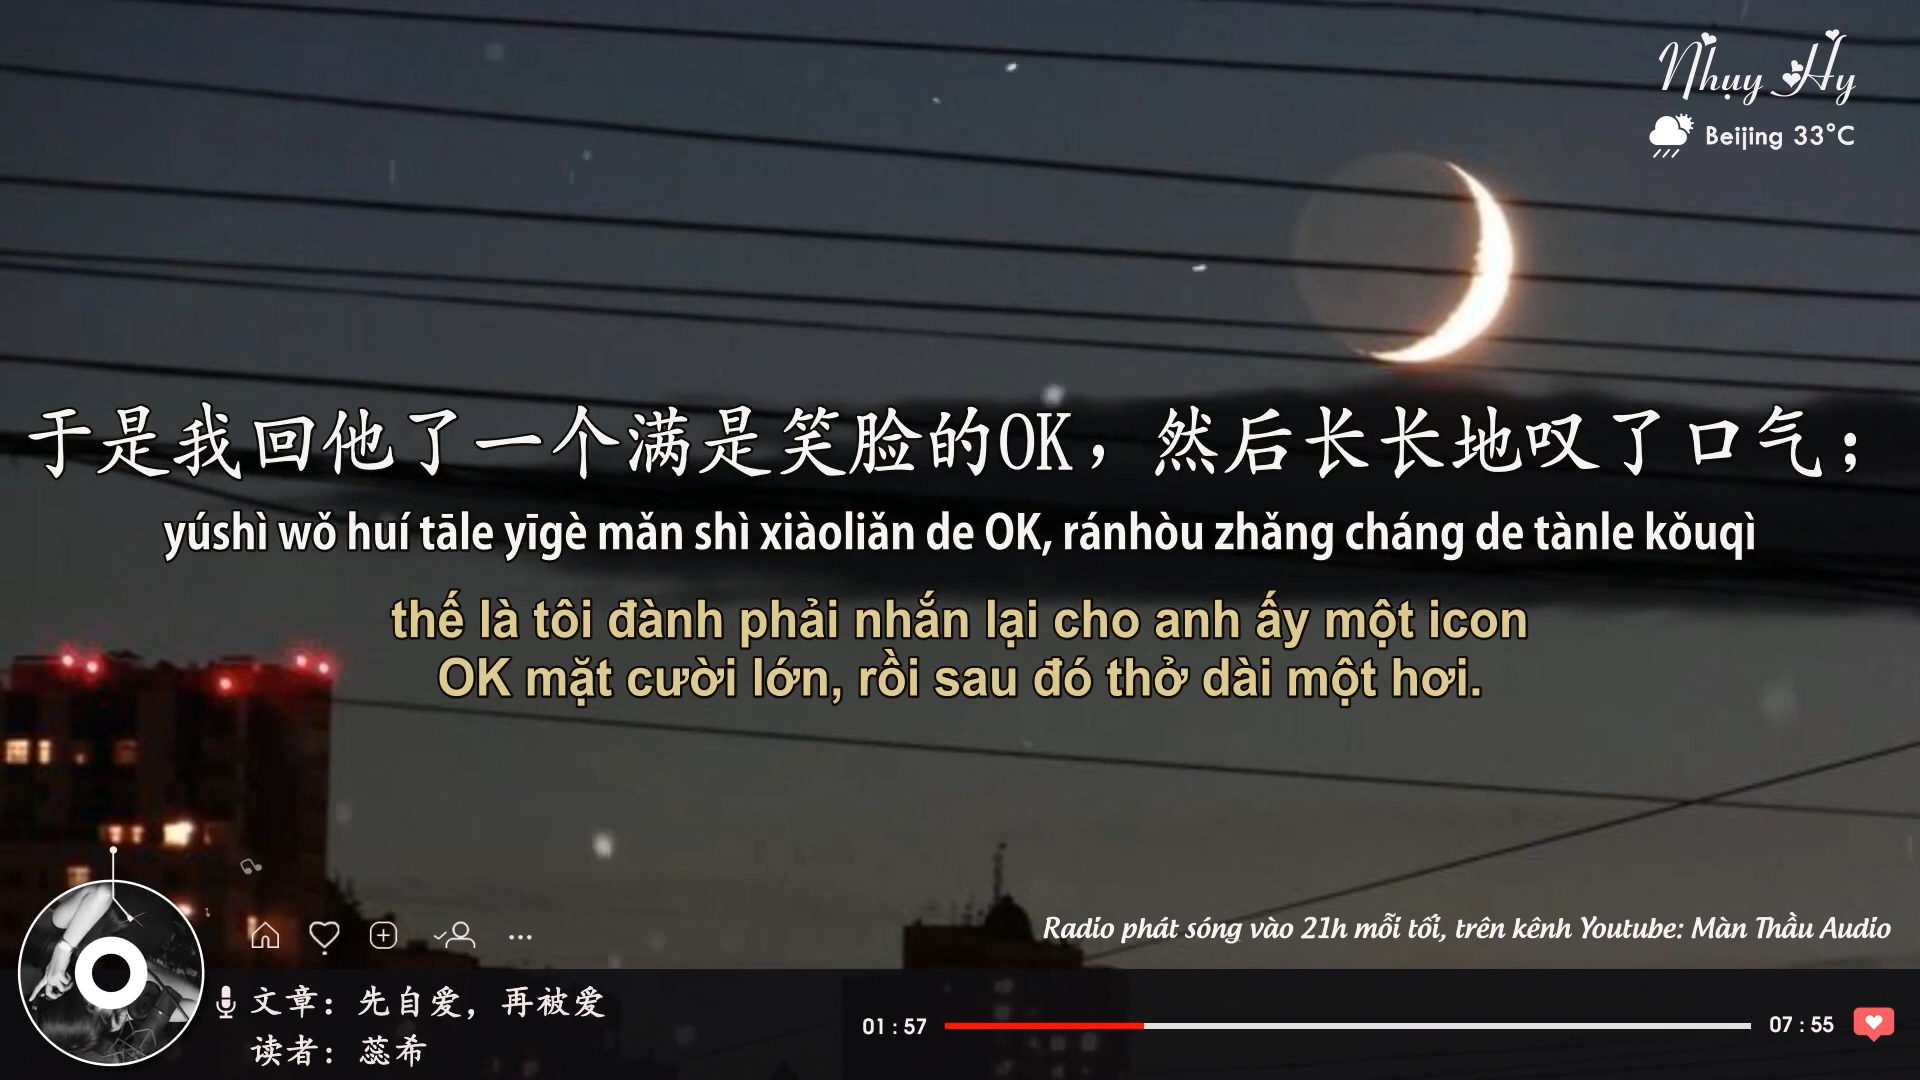 Nhụy Hy
Beijing 33°C
于是我回他了一个满是笑脸的OK，然后长长地叹了口气；
yúshì wǒ huí tāle yīgè mǎn shì xiàoliǎn de OK, ránhòu zhǎng cháng de tànle kǒuqì
thế là tôi đành phải nhắn lại cho anh ấy một icon
OK mặt cười lớn, rồi sau đó thở dài một hơi.
Radio phát sóng vào 21h mỗi tối, trên kênh Youtube: Màn Thầu Audio
文章：先自爱，再被爱
读者：蕊希
01 : 57
07 : 55